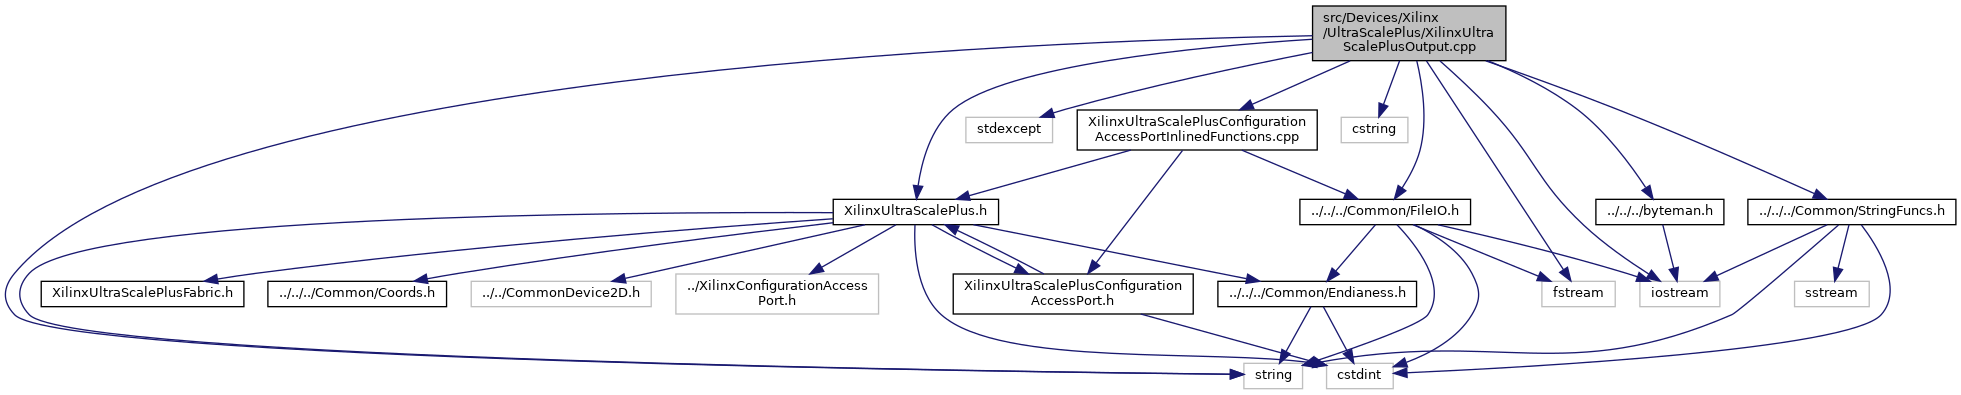 src/Devices/Xilinx
/UltraScalePlus/XilinxUltra
ScalePlusOutput.cpp
stdexcept
XilinxUltraScalePlusConfiguration
AccessPortInlinedFunctions.cpp
cstring
XilinxUltraScalePlus.h
../../../Common/FileIO.h
../../../byteman.h
../../../Common/StringFuncs.h
XilinxUltraScalePlusFabric.h
../../../Common/Coords.h
../../CommonDevice2D.h
../XilinxConfigurationAccess
Port.h
XilinxUltraScalePlusConfiguration
AccessPort.h
../../../Common/Endianess.h
fstream
iostream
sstream
string
cstdint